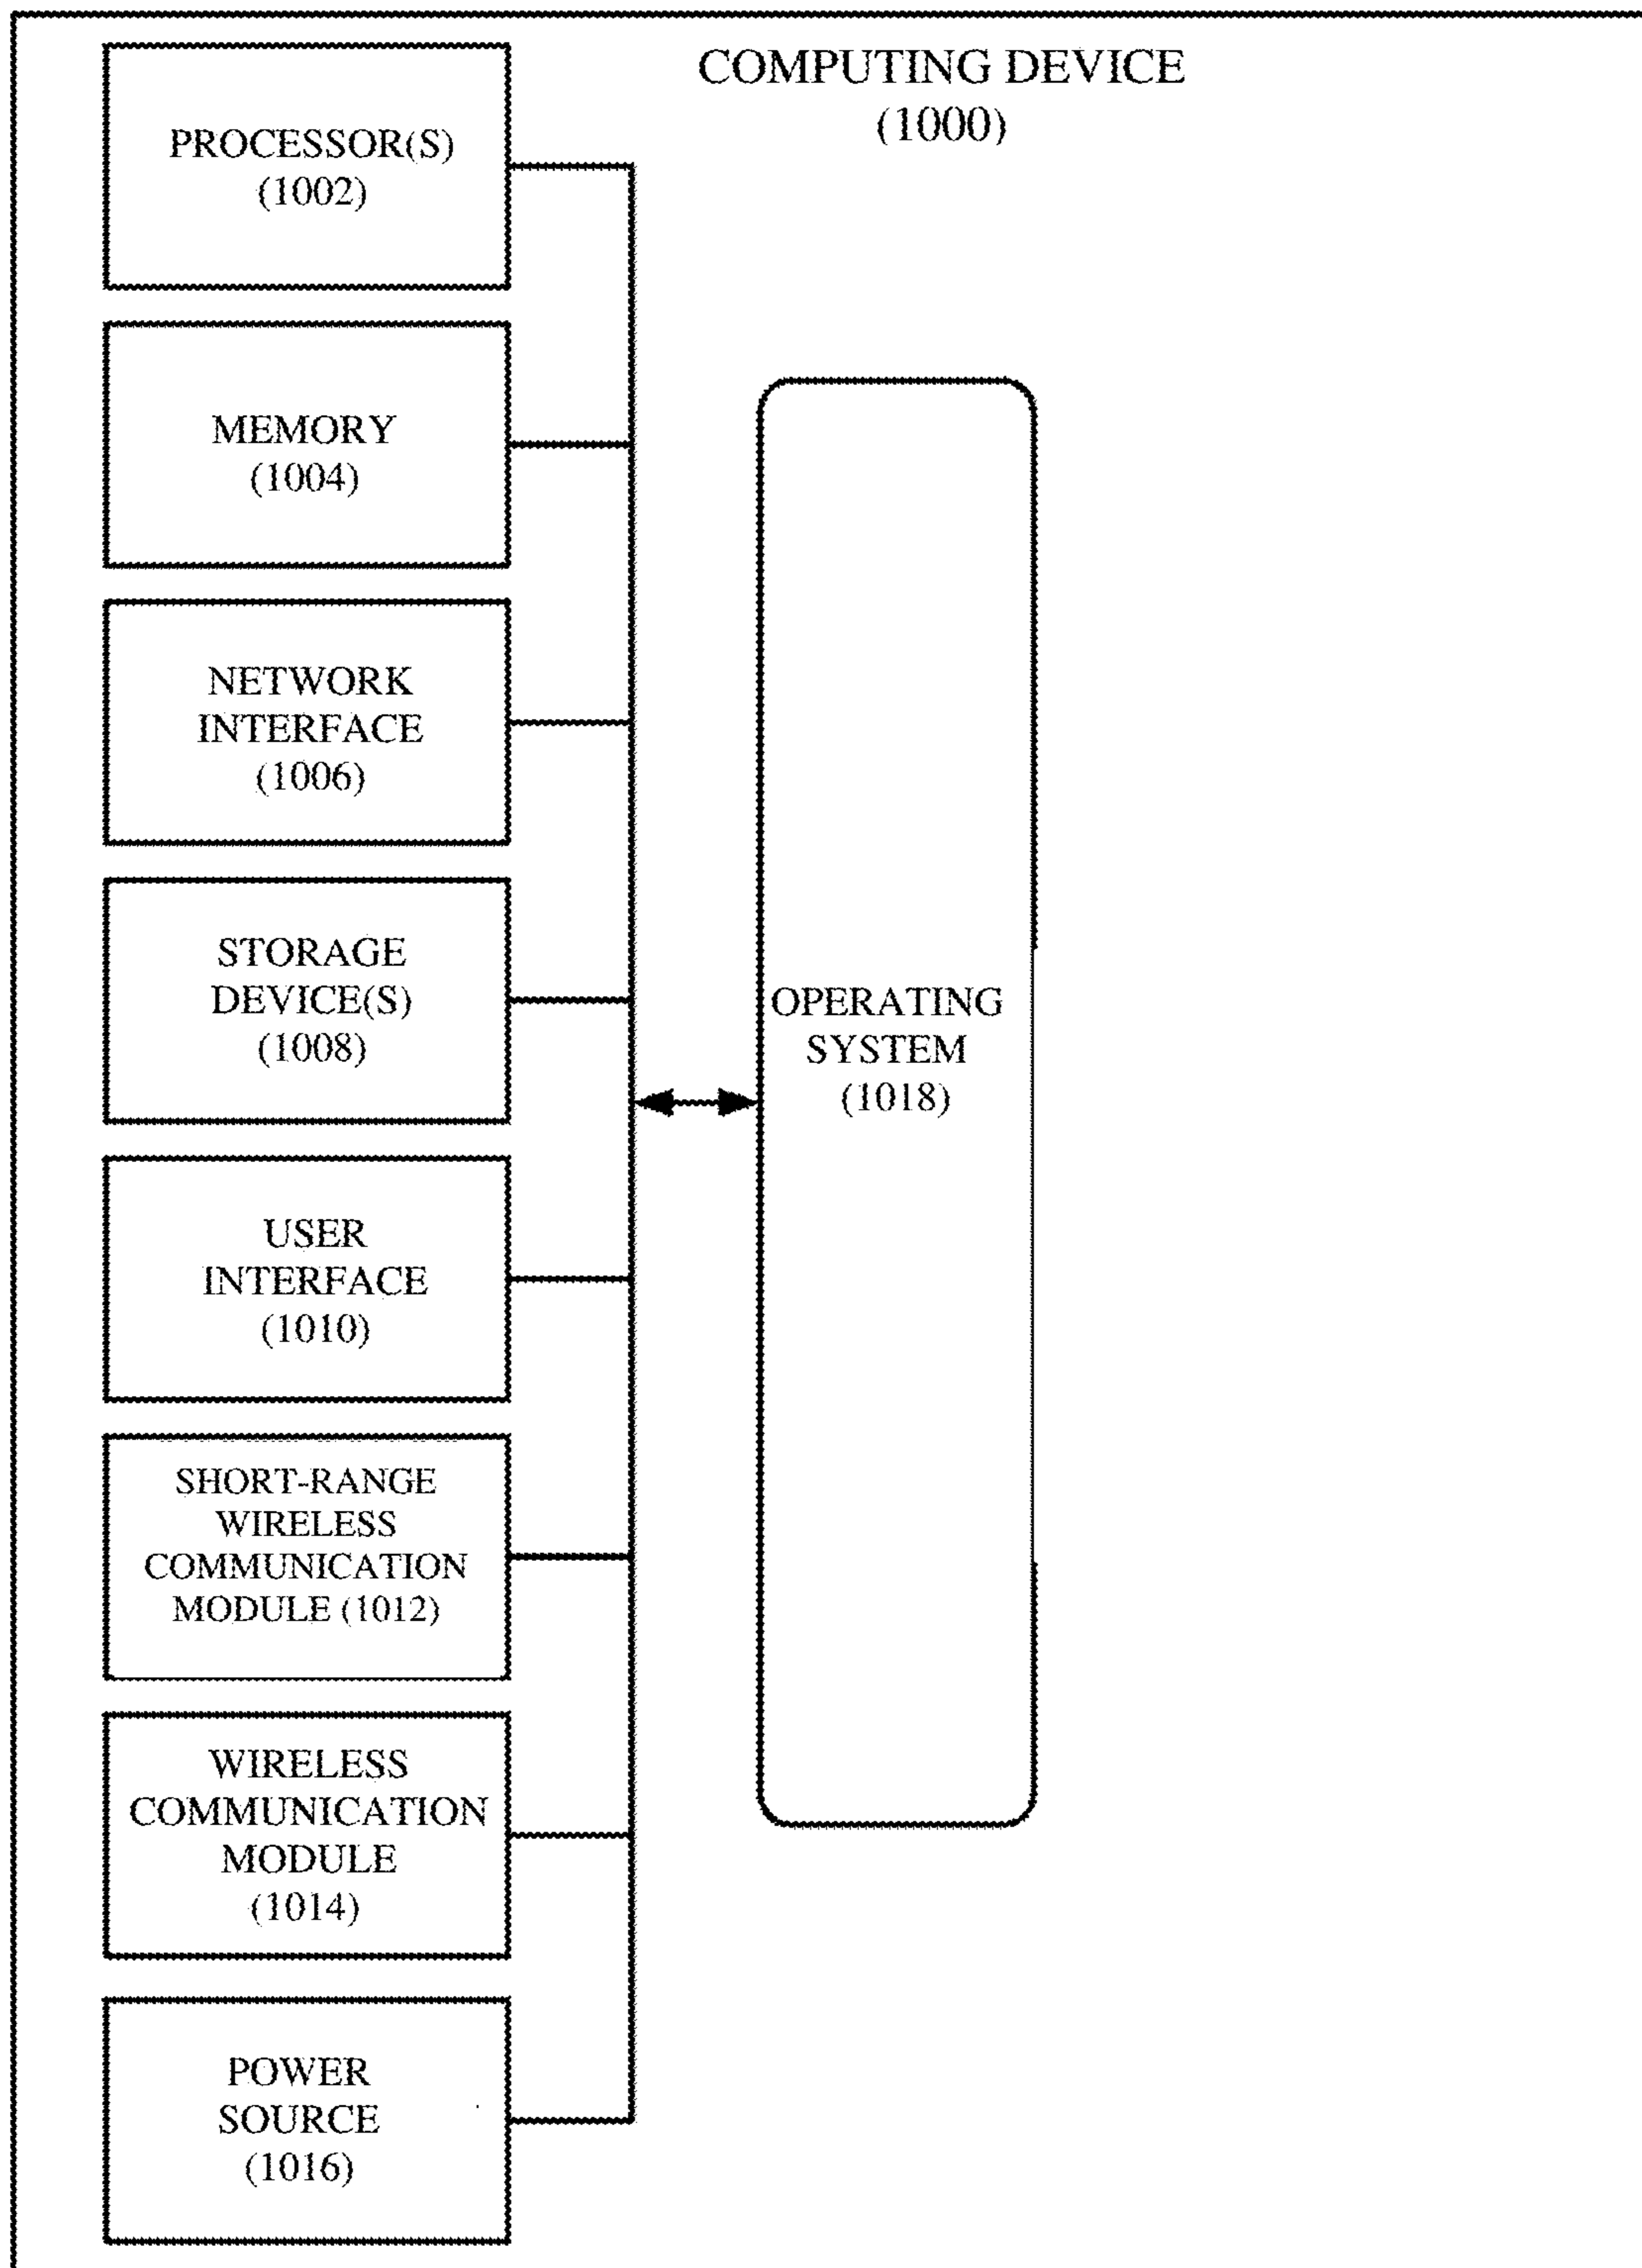 COMPUTING DEVICE
(1000)
PROCESSOR(S)
(1002)
MEMORY
(1004)
NETWORK
INTERFACE
(1006)
STORAGE
DEVICE(S)
(1008)
USER
INTERFACE
(1010)
SHORT-RANGE
WIRELESS
COMMUNICATION
MODULE (1012)
WIRELESS
COMMUNICATION
MODULE
(1014)
POWER
SOURCE
(1016)
OPERATING
SYSTEM
(1018)